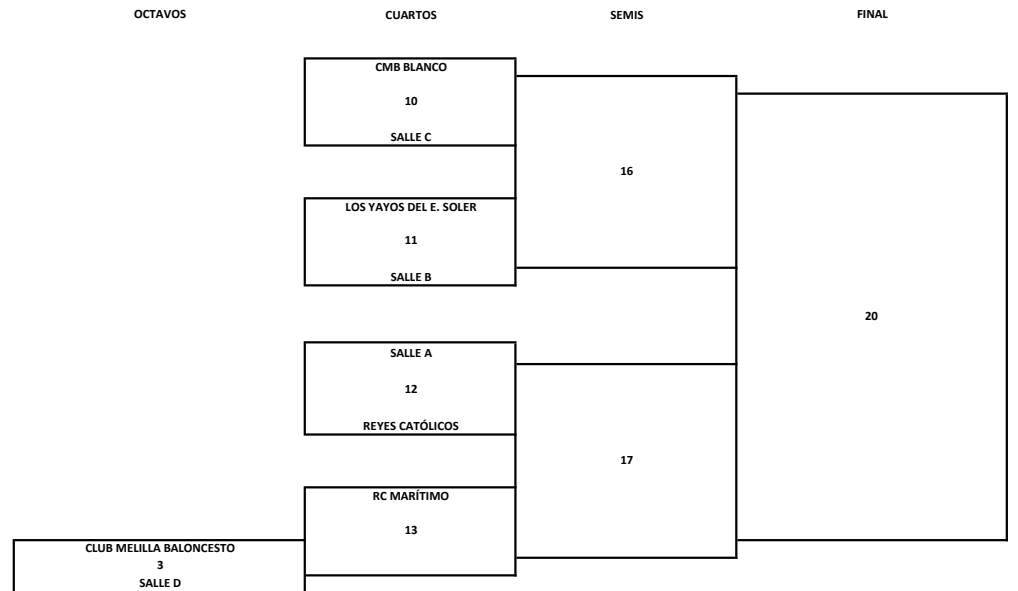 OCTAVOS CUARTOS SEMIS FINAL
CMB BLANCO
10
SALLE C
16
LOS YAYOS DEL E. SOLER
11
SALLE B
20
SALLE A
12
REYES CATÓLICOS
17
RC MARÍTIMO
13
CLUB MELILLA BALONCESTO
3
SALLE D